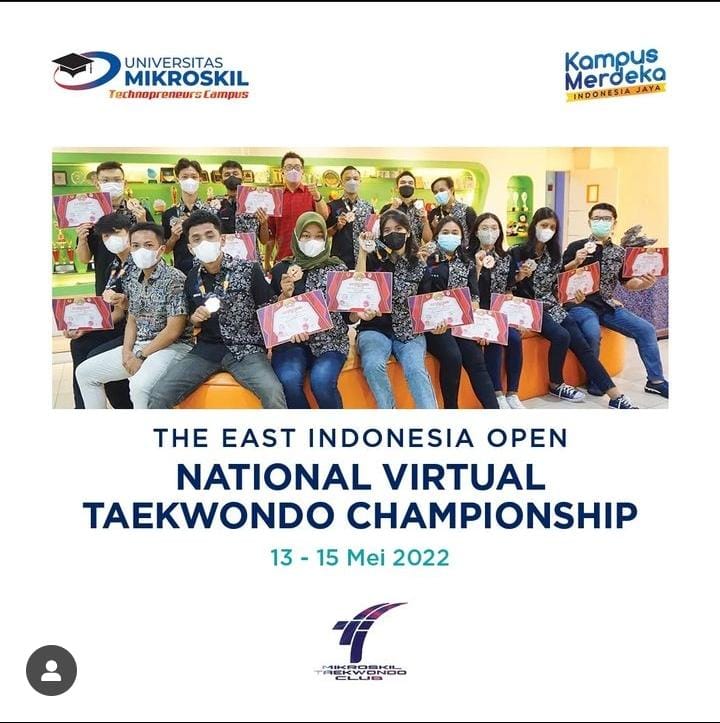 UNIVERSITAS
MIKROSKIL
Technopreneurs Campus
Kampus
Merdeka
INDONESIA JAYA
THE EAST INDONESIA OPEN
NATIONAL VIRTUAL
TAEKWONDO CHAMPIONSHIP
13 - 15 Mei 2022
MIKROSKIL
TAEKWONDO
CLUB